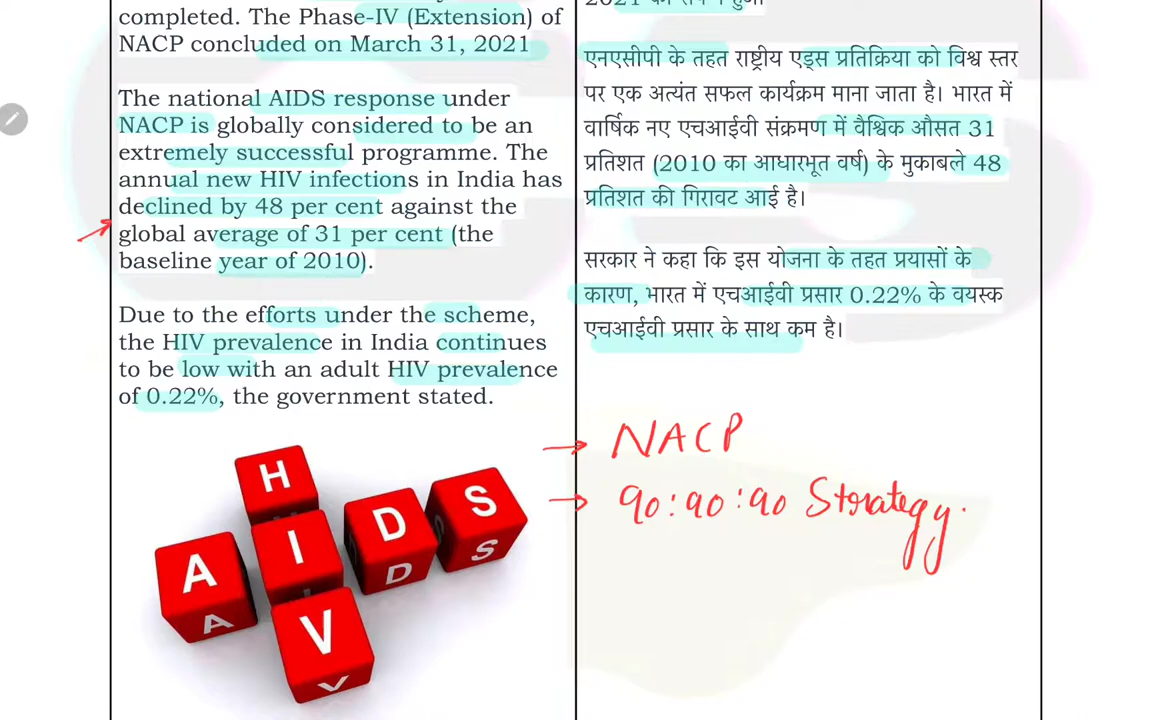 completed. The Phase-IV (Extension) of
NACP concluded on March 31, 2021
The national AIDS response under
NACP is globally considered to be an
extremely successful programme. The
annual new HIV infections in India has
declined by 48 per cent against the
global average of 31 per cent (the
baseline year of 2010).
Due to the efforts under the scheme,
the HIV prevalence in India continues
to be low with an adult HIV prevalence
of 0.22%, the government stated.
H
A I D S
A D S
V
V
एनएसीपी के तहत राष्ट्रीय एड्स प्रतिक्रिया को विश्व स्तर
पर एक अत्यंत सफल कार्यक्रम माना जाता है। भारत में
वार्षिक नए एचआईवी संक्रमण में वैश्विक औसत 31
प्रतिशत (2010 का आधारभूत वर्ष) के मुकाबले 48
प्रतिशत की गिरावट आई है।
सरकार ने कहा कि इस योजना के तहत प्रयासों के
कारण, भारत में एचआईवी प्रसार 0.22% के वयस्क
एचआईवी प्रसार के साथ कम है।
→ NACP
→ 90:90:90 Strategy.